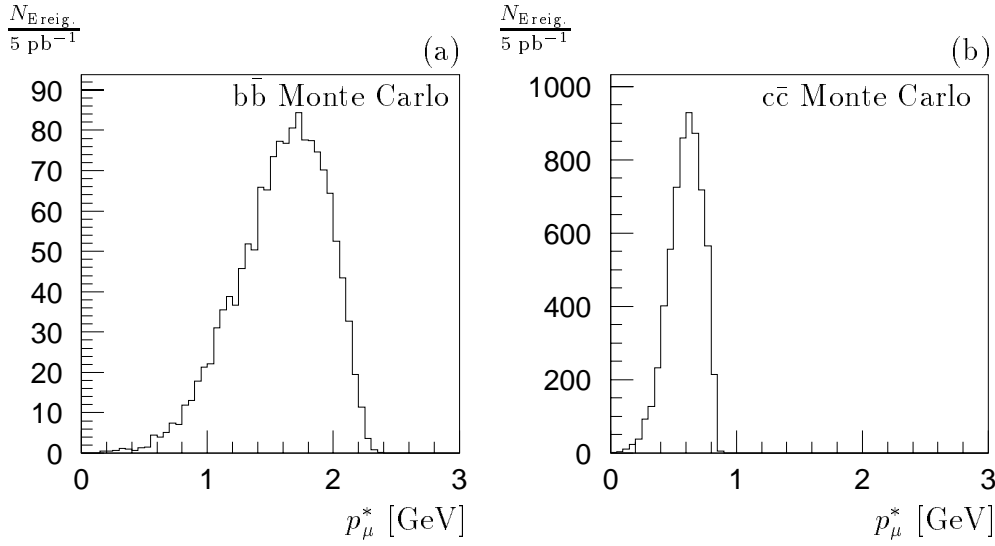 N_Ereig.
5 pb⁻¹
(a)
bb̄ Monte Carlo
90
80
70
60
50
40
30
20
10
0
0 1 2 3
p*_μ [GeV]
N_Ereig.
5 pb⁻¹
(b)
cc̄ Monte Carlo
1000
800
600
400
200
0
0 1 2 3
p*_μ [GeV]